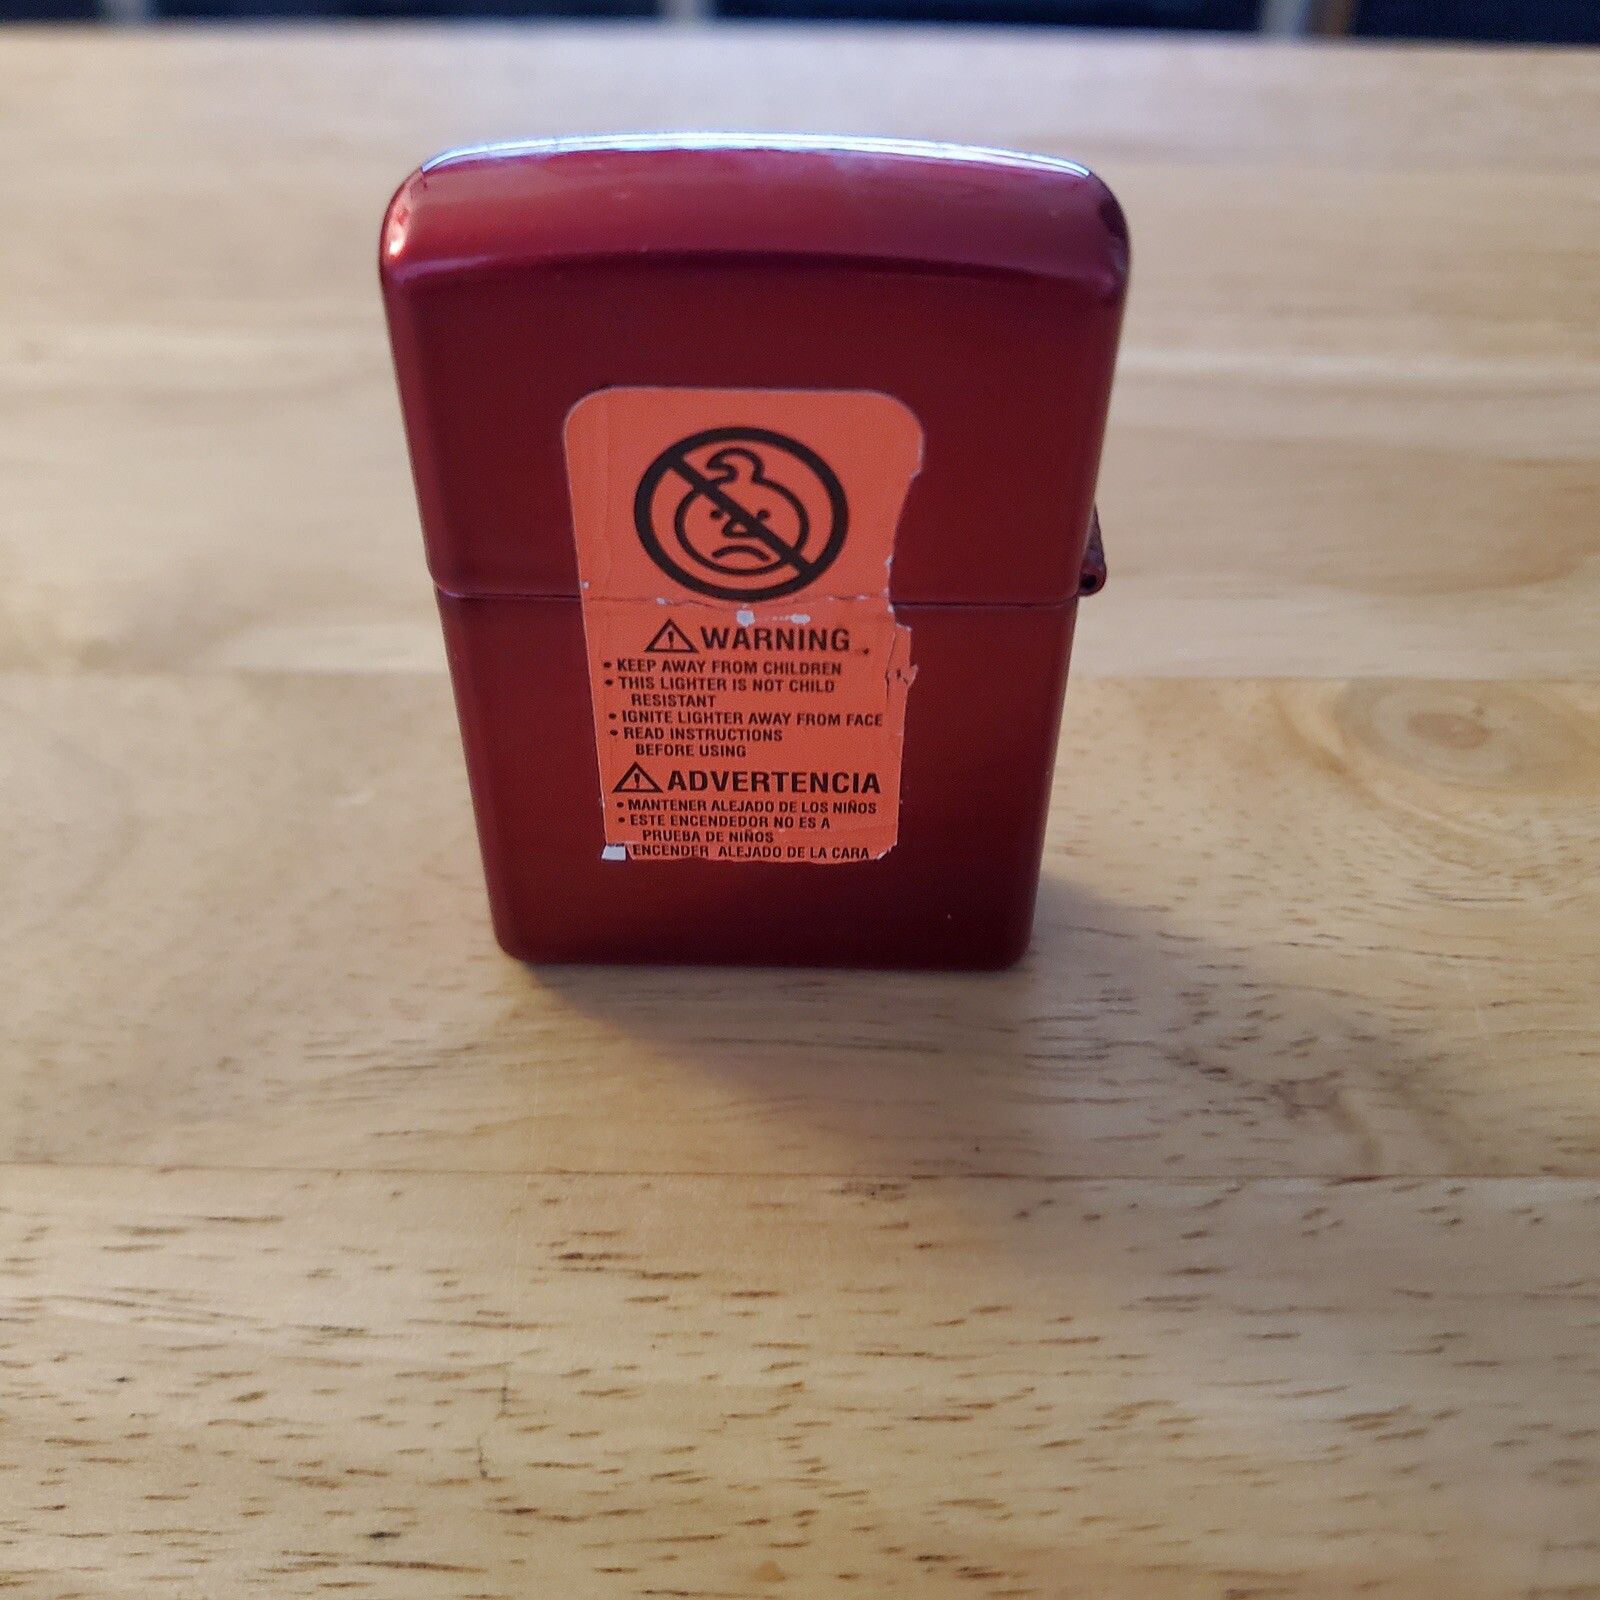 WARNING
• KEEP AWAY FROM CHILDREN
• THIS LIGHTER IS NOT CHILD
RESISTANT
• IGNITE LIGHTER AWAY FROM FACE
• READ INSTRUCTIONS
BEFORE USING
ADVERTENCIA
• MANTENER ALEJADO DE LOS NIÑOS
• ESTE ENCENDEDOR NO ES A
PRUEBA DE NIÑOS
ENCENDER ALEJADO DE LA CARA